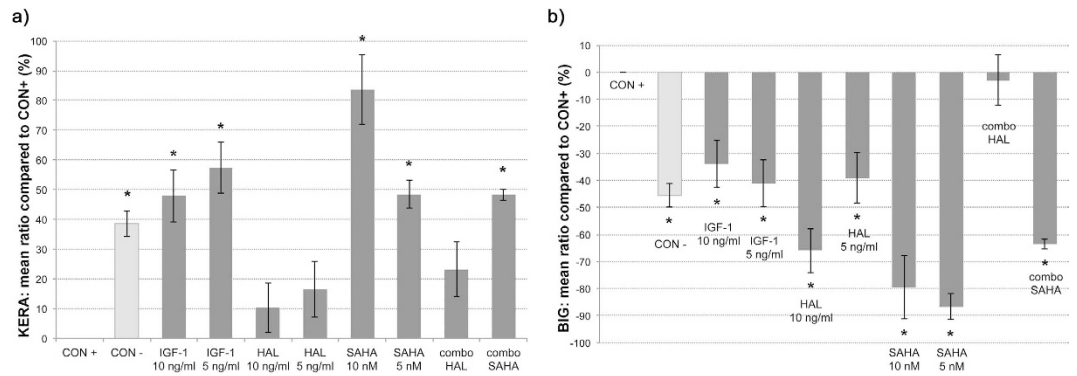 a)
KERA: mean ratio compared to CON+ (%)
100
90
80
70
60
50
40
30
20
10
0
*
*
*
*
*
*
CON +
CON -
IGF-1
10 ng/ml
IGF-1
5 ng/ml
HAL
10 ng/ml
HAL
5 ng/ml
SAHA
10 nM
SAHA
5 nM
combo
HAL
combo
SAHA
b)
BIG: mean ratio compared to CON+ (%)
10
0
-10
-20
-30
-40
-50
-60
-70
-80
-90
-100
CON +
*
CON -
*
IGF-1
10 ng/ml
*
IGF-1
5 ng/ml
*
HAL
10 ng/ml
*
HAL
5 ng/ml
*
SAHA
10 nM
*
SAHA
5 nM
combo
HAL
*
combo
SAHA